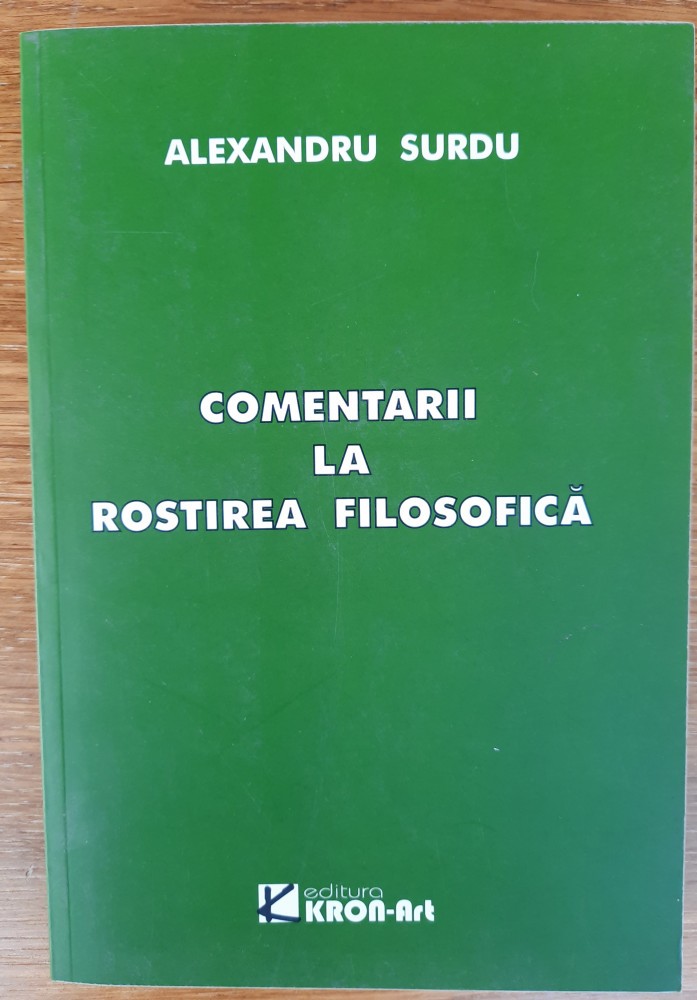 ALEXANDRU SURDU
COMENTARII
LA
ROSTIREA FILOSOFICĂ
editura
KRON-Art